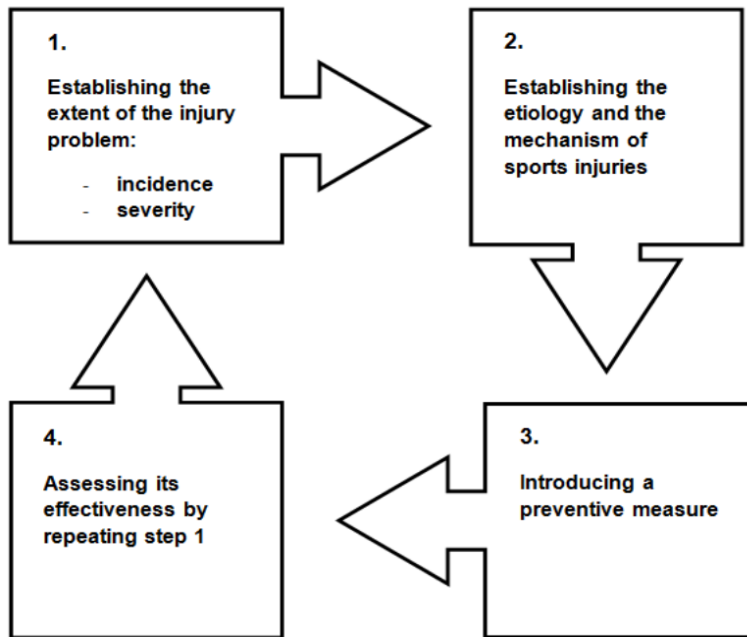 1.
Establishing the
extent of the injury
problem:
- incidence
- severity
2.
Establishing the
etiology and the
mechanism of
sports injuries
3.
Introducing a
preventive measure
4.
Assessing its
effectiveness by
repeating step 1